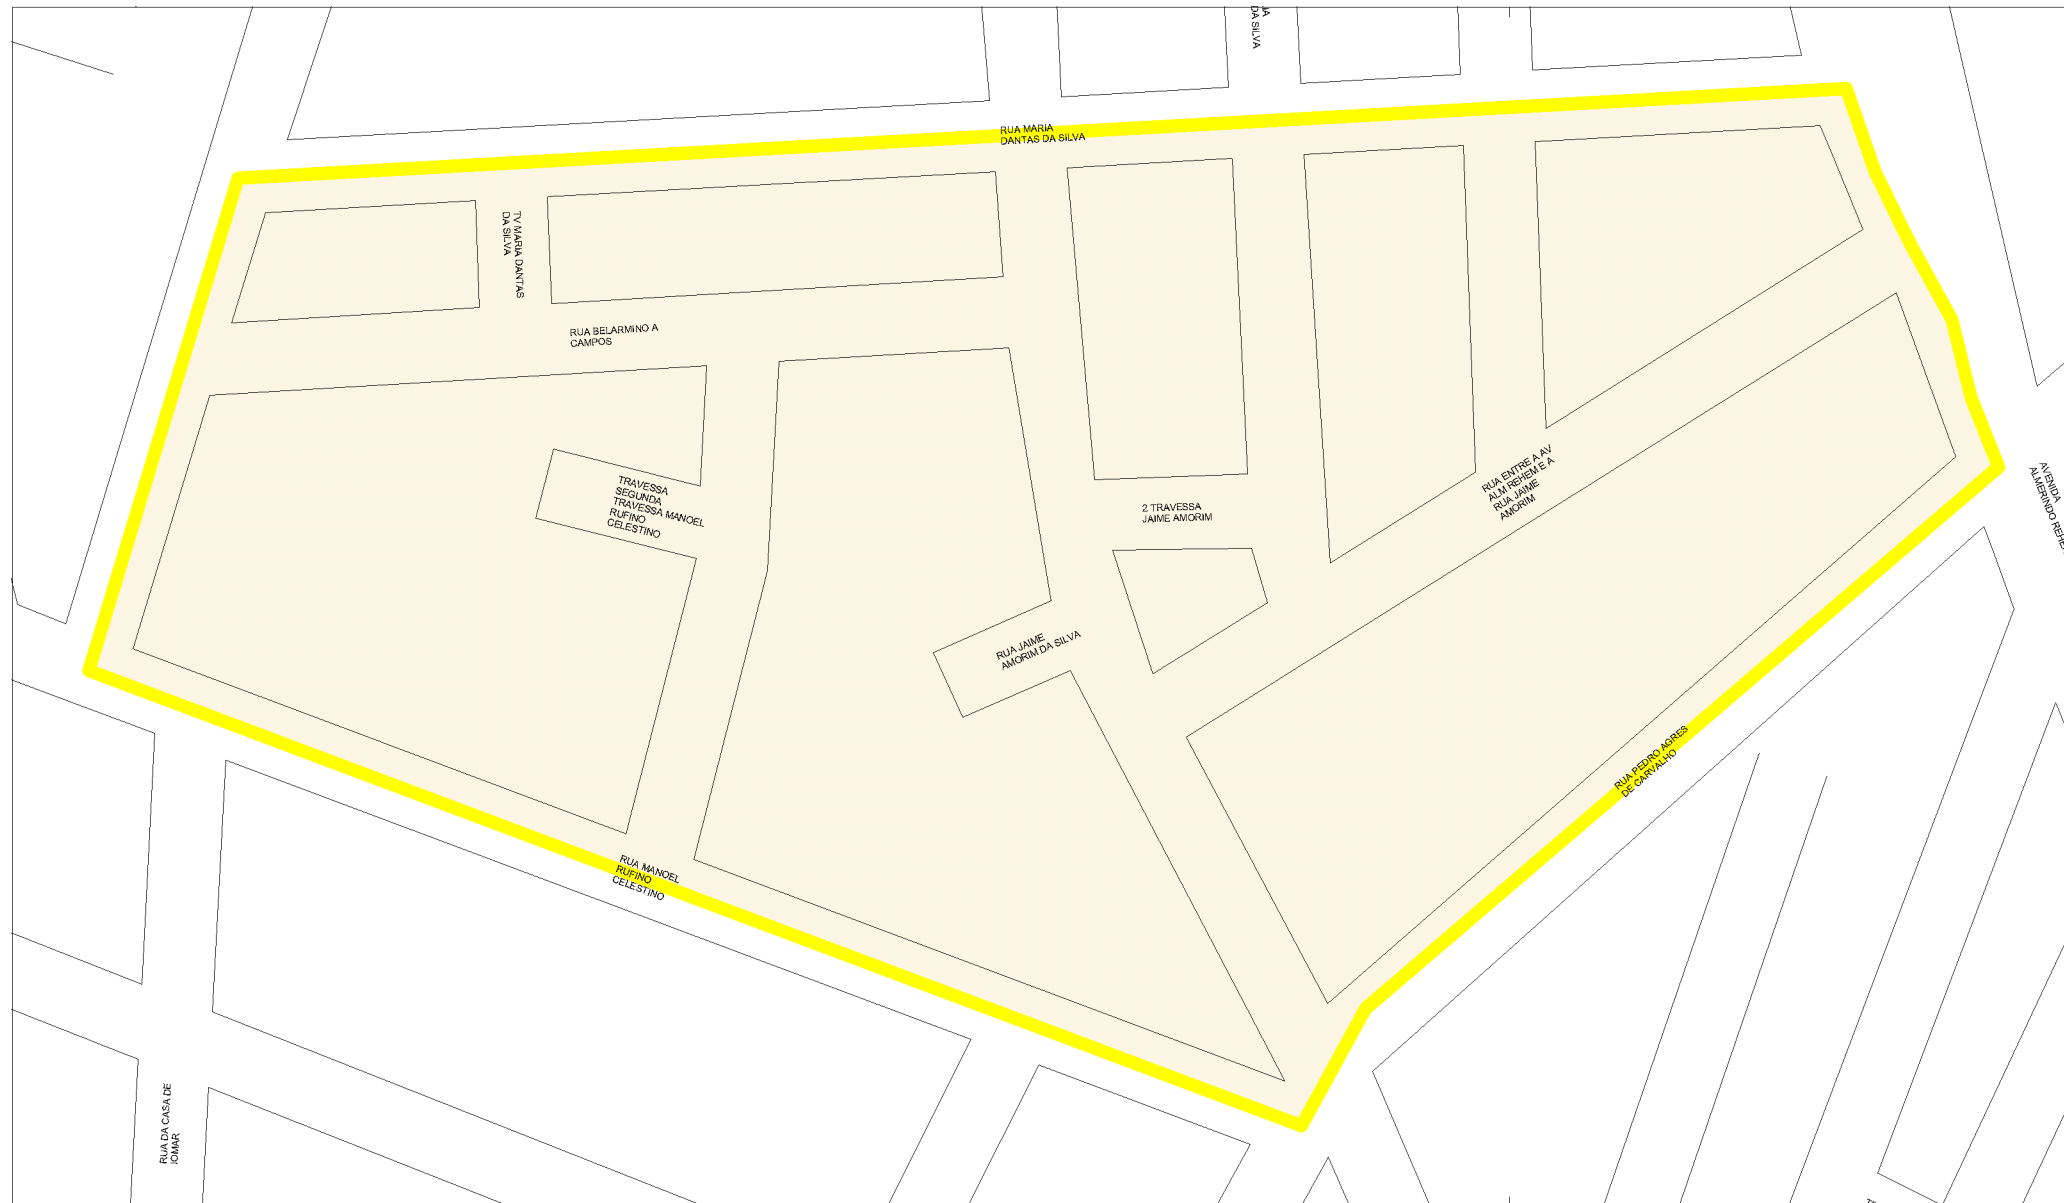 DA SILVA
RUA MARIA
DANTAS DA SILVA
TV MARIA DANTAS
DA SILVA
RUA BELARMINO A
CAMPOS
TRAVESSA
SEGUNDA
TRAVESSA MANOEL
RUFINO
CELESTINO
2 TRAVESSA
JAIME AMORIM
RUA ENTRE A AV
ALM REHEM E A
RUA JAIME
AMORIM
AVENIDA
ALMERINDO REHE
RUA JAIME
AMORIM DA SILVA
RUA PEDRO AGRES
DE CARVALHO
RUA MANOEL
RUFINO
CELESTINO
RUA DA CASA DE
IOMAR